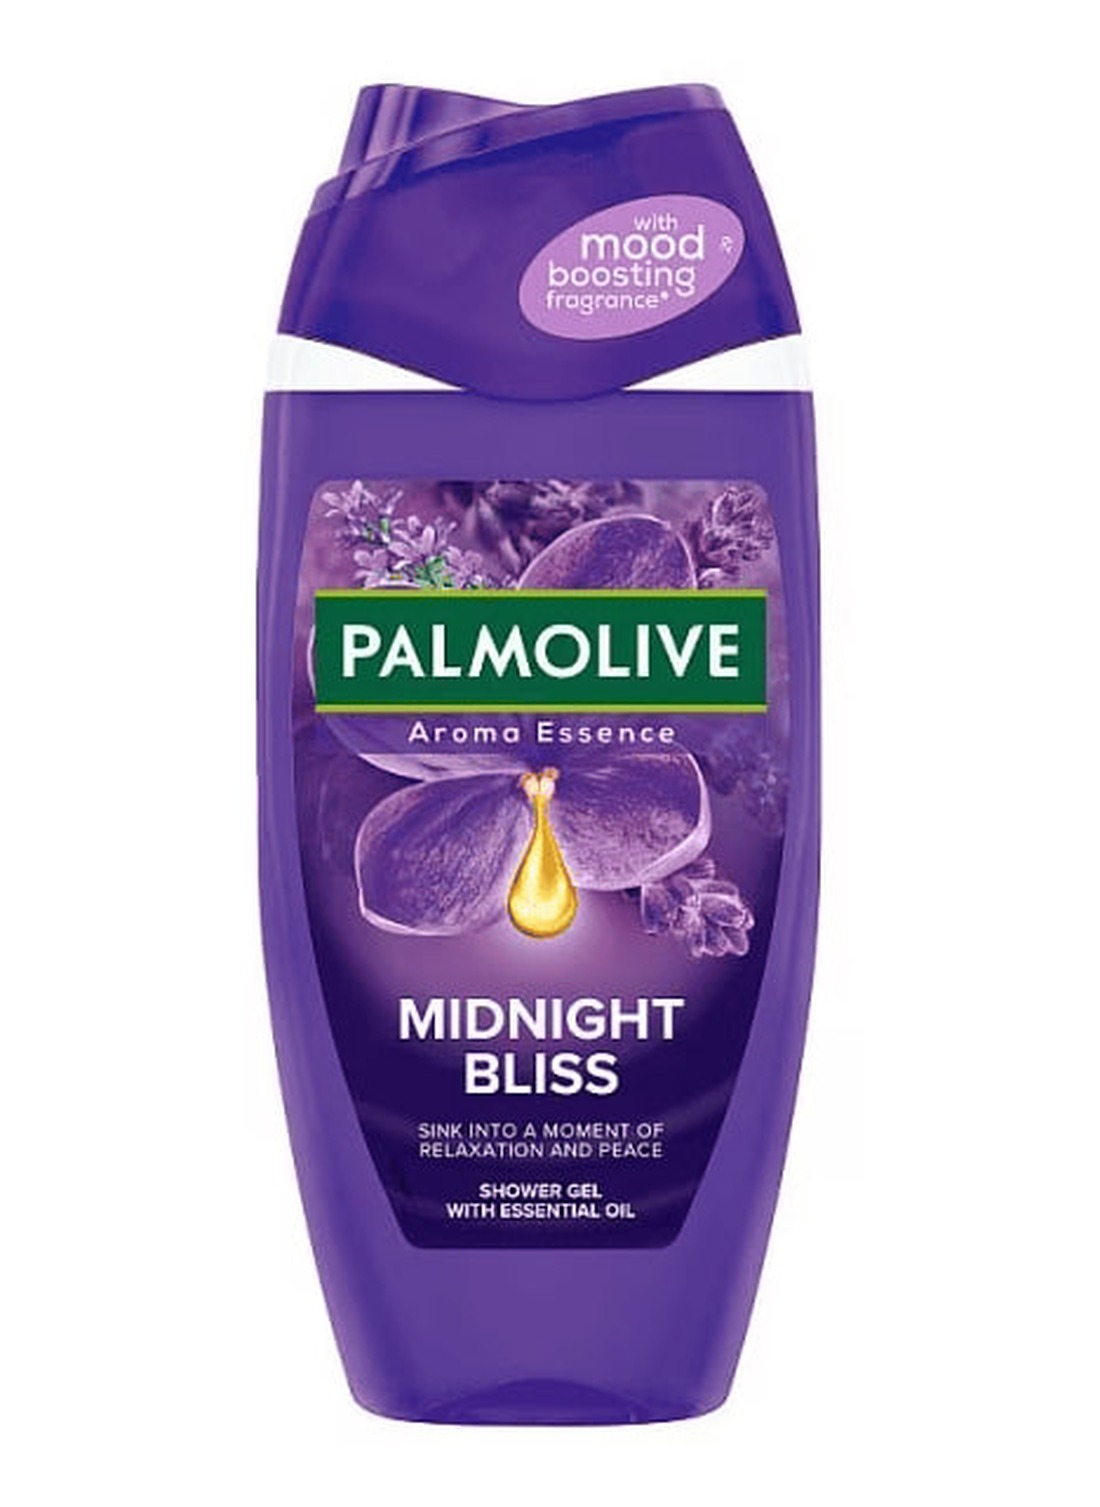 with
mood
boosting
fragrance*
PALMOLIVE
Aroma Essence
MIDNIGHT
BLISS
SINK INTO A MOMENT OF
RELAXATION AND PEACE
SHOWER GEL
WITH ESSENTIAL OIL